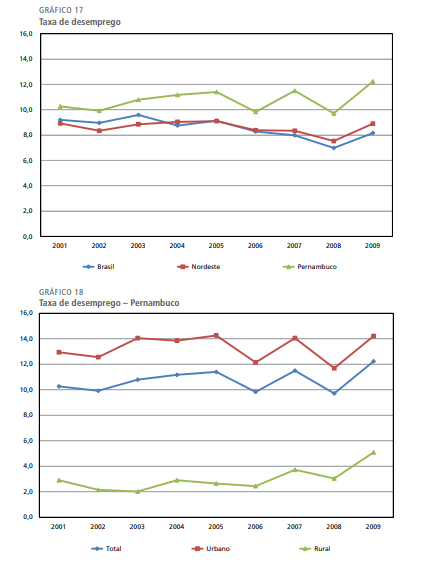 GRÁFICO 17
Taxa de desemprego
16,0
14,0
12,0
10,0
8,0
6,0
4,0
2,0
0,0
2001 2002 2003 2004 2005 2006 2007 2008 2009
Brasil Nordeste Pernambuco
GRÁFICO 18
Taxa de desemprego – Pernambuco
16,0
14,0
12,0
10,0
8,0
6,0
4,0
2,0
0,0
2001 2002 2003 2004 2005 2006 2007 2008 2009
Total Urbano Rural